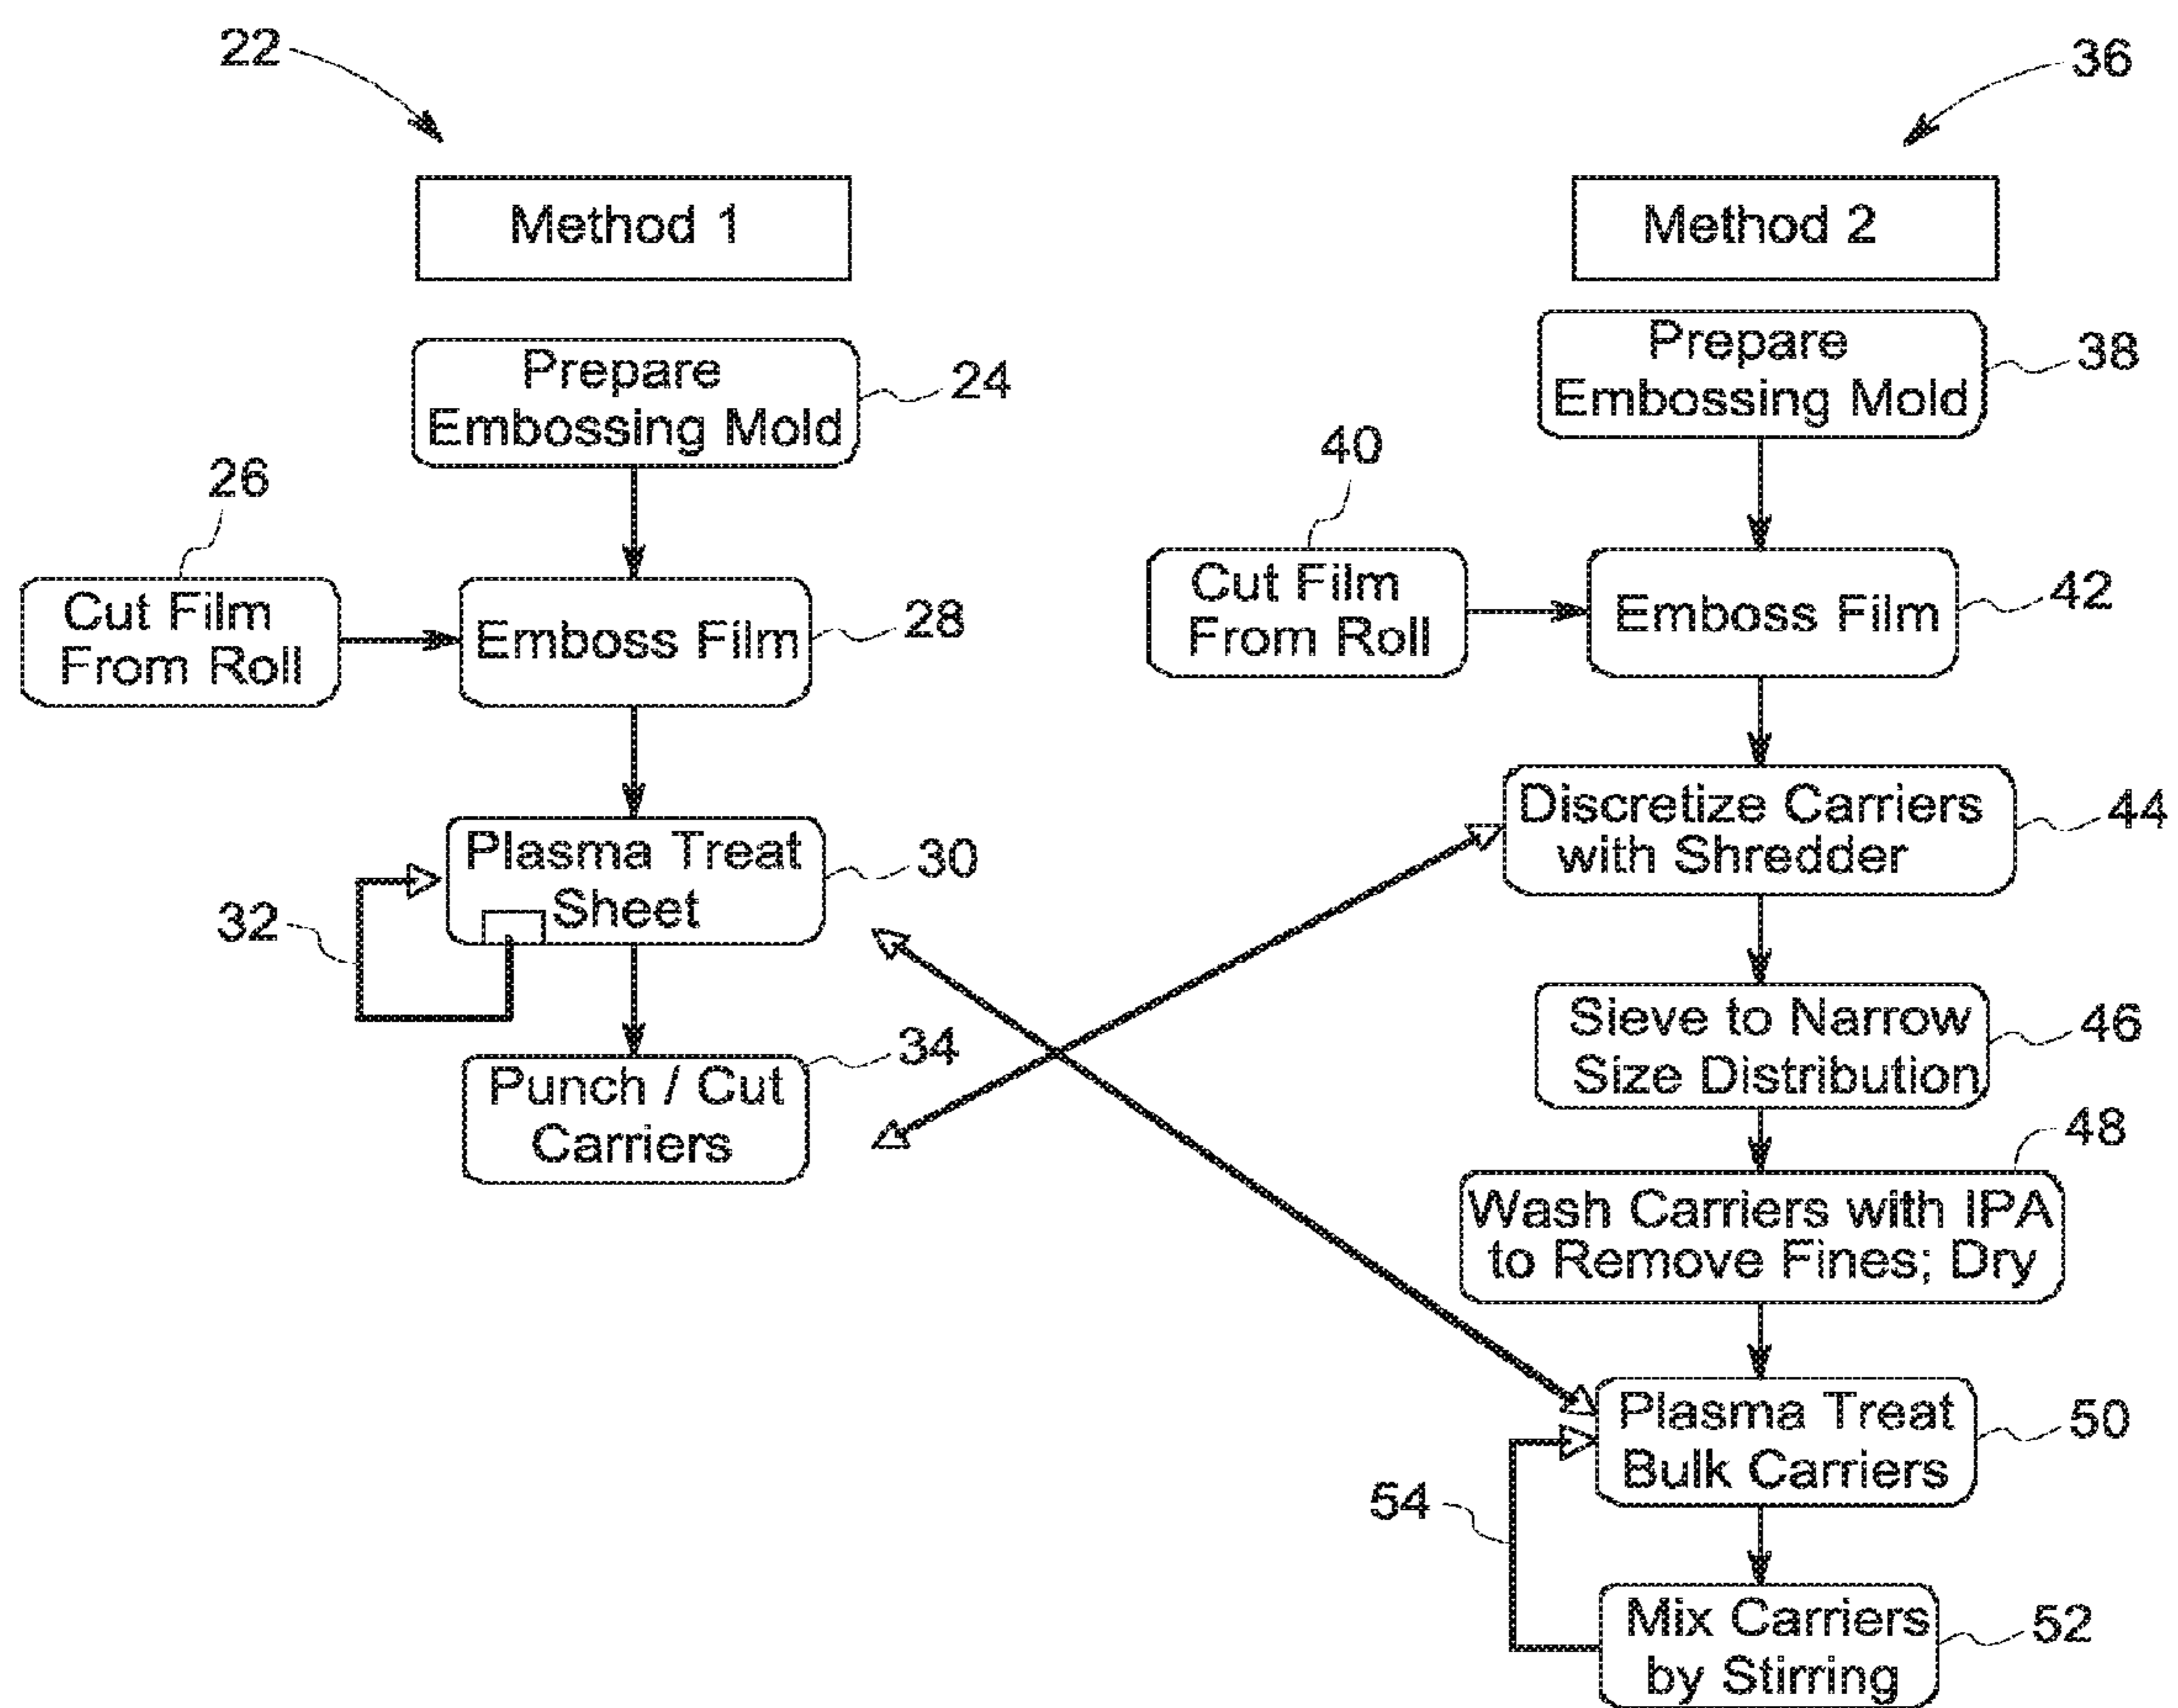 22
Method 1
Prepare
Embossing Mold
24
26
Cut Film
From Roll
Emboss Film
28
Plasma Treat
Sheet
30
32
Punch / Cut
Carriers
34
36
Method 2
Prepare
Embossing Mold
38
40
Cut Film
From Roll
Emboss Film
42
Discretize Carriers
with Shredder
44
Sieve to Narrow
Size Distribution
46
48
Wash Carriers with IPA
to Remove Fines; Dry
Plasma Treat
Bulk Carriers
50
54
Mix Carriers
by Stirring
52